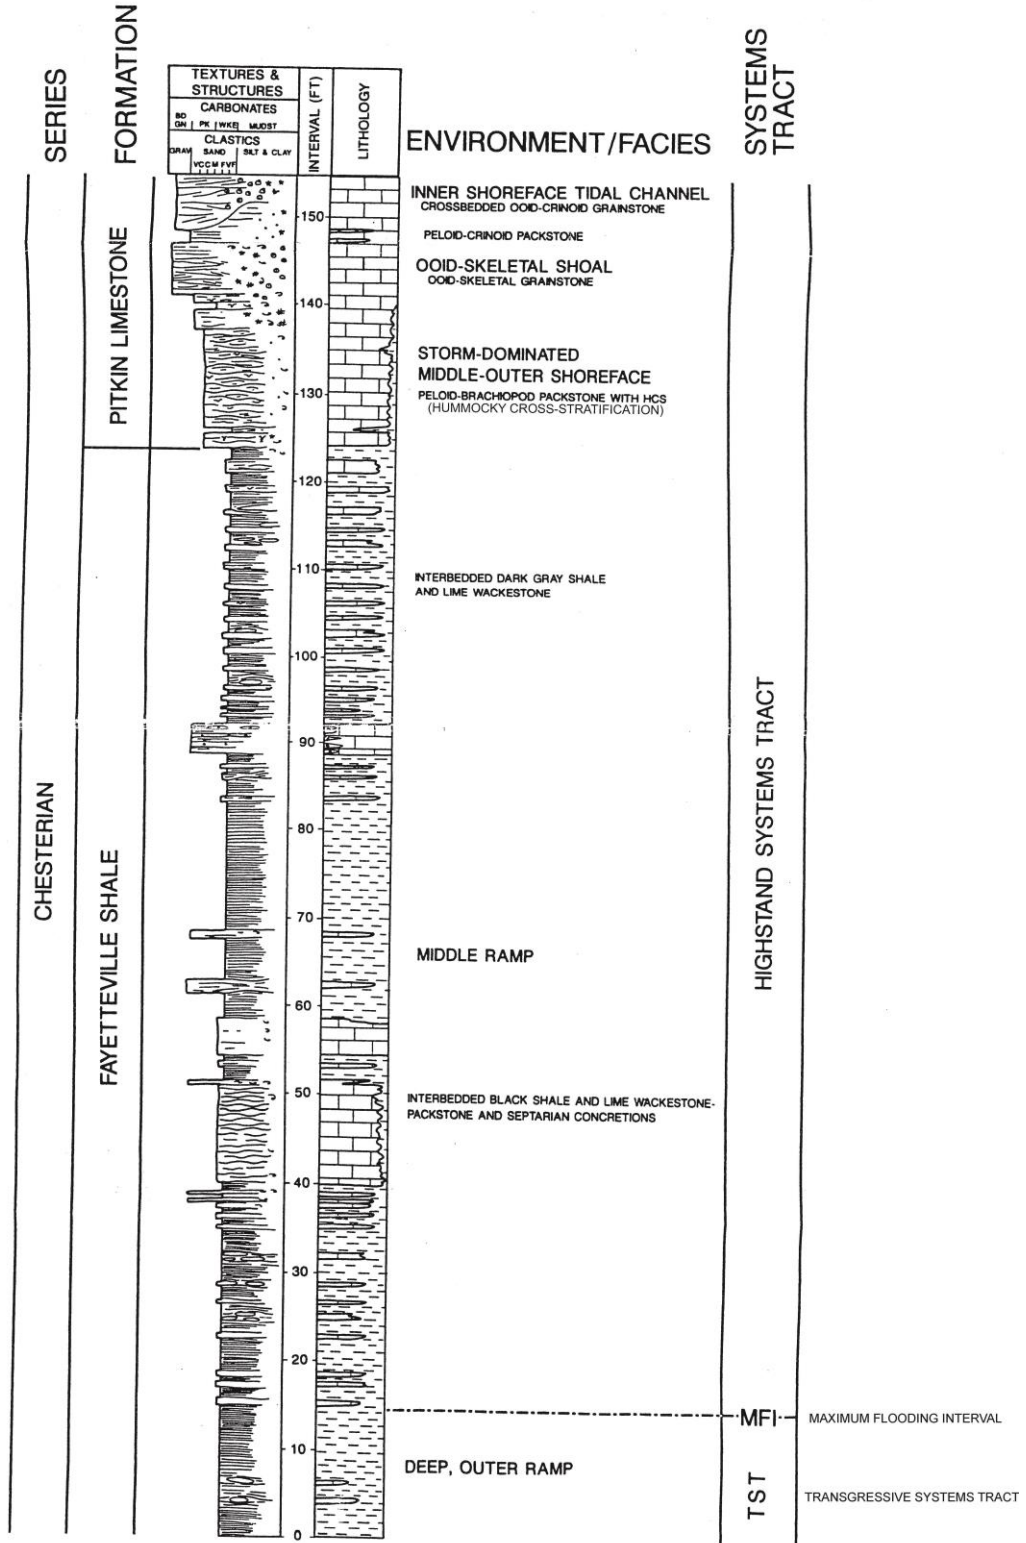 SERIES
FORMATION
TEXTURES &
STRUCTURES
CARBONATES
BD
GN PK WKE MUDST
CLASTICS
GRAV SAND SILT & CLAY
VCCMFVF
INTERVAL (FT)
LITHOLOGY
ENVIRONMENT/FACIES
SYSTEMS
TRACT
CHESTERIAN
PITKIN LIMESTONE
FAYETTEVILLE SHALE
150
140
130
120
110
100
90
80
70
60
50
40
30
20
10
0
INNER SHOREFACE TIDAL CHANNEL
CROSSBEDDED OOID-CRINOID GRAINSTONE
PELOID-CRINOID PACKSTONE
OOID-SKELETAL SHOAL
OOID-SKELETAL GRAINSTONE
STORM-DOMINATED
MIDDLE-OUTER SHOREFACE
PELOID-BRACHIOPOD PACKSTONE WITH HCS
(HUMMOCKY CROSS-STRATIFICATION)
INTERBEDDED DARK GRAY SHALE
AND LIME WACKESTONE
MIDDLE RAMP
INTERBEDDED BLACK SHALE AND LIME WACKESTONE-
PACKSTONE AND SEPTARIAN CONCRETIONS
DEEP, OUTER RAMP
HIGHSTAND SYSTEMS TRACT
MFI
MAXIMUM FLOODING INTERVAL
TST
TRANSGRESSIVE SYSTEMS TRACT